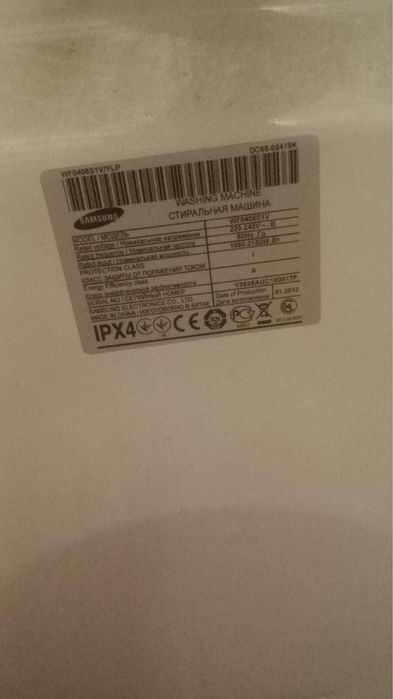 WF0408S1V/YLP
DC68-02419K
SAMSUNG
WASHING MACHINE
СТИРАЛЬНАЯ МАШИНА
MODEL / МОДЕЛЬ WF0408S1V
Rated voltage / Номинальное напряжение 220-240V~, В
Rated frequency / Номинальная частота 50Hz, Гц
Rated input / Номинальная мощность 1980-2180W, Вт
PROTECTION CLASS I
КЛАСС ЗАЩИТЫ ОТ ПОРАЖЕНИЯ ТОКОМ
Energy Efficiency class A
Класс энергетической эффективности
SERIAL NO / СЕРИЙНЫЙ НОМЕР
SAMSUNG ELECTRONICS CO., LTD. Date of Production 01.2012
MADE IN CHINA / ИЗГОТОВЛЕНО В КИТАЕ Дата изготовления
IPX4 CE